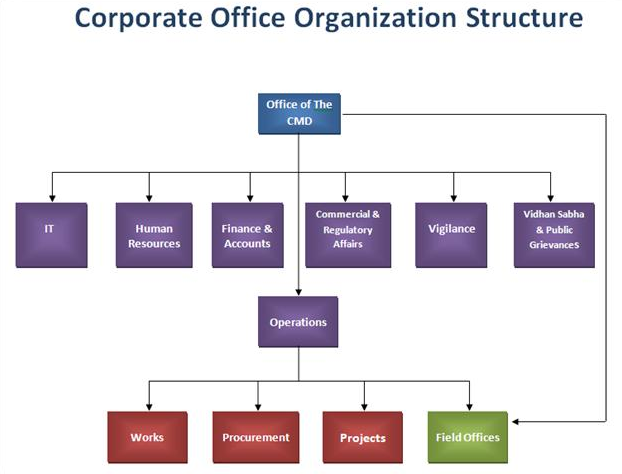 Corporate Office Organization Structure
Office of The
CMD
IT
Human
Resources
Finance &
Accounts
Commercial &
Regulatory
Affairs
Vigilance
Vidhan Sabha
& Public
Grievances
Operations
Works
Procurement
Projects
Field Offices